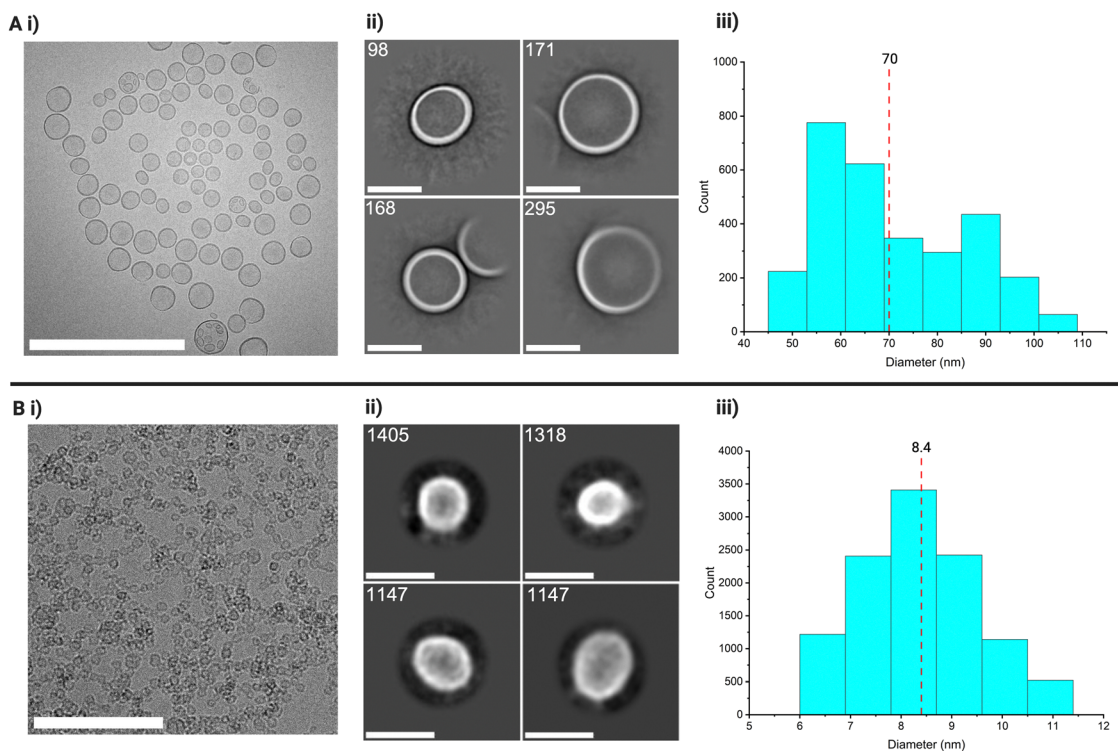 A i)
ii)
98
171
168
295
iii)
70
1000
800
600
400
200
0
Count
40 50 60 70 80 90 100 110
Diameter (nm)
B i)
ii)
1405
1318
1147
1147
iii)
8.4
4000
3500
3000
2500
2000
1500
1000
500
0
Count
5 6 7 8 9 10 11 12
Diameter (nm)